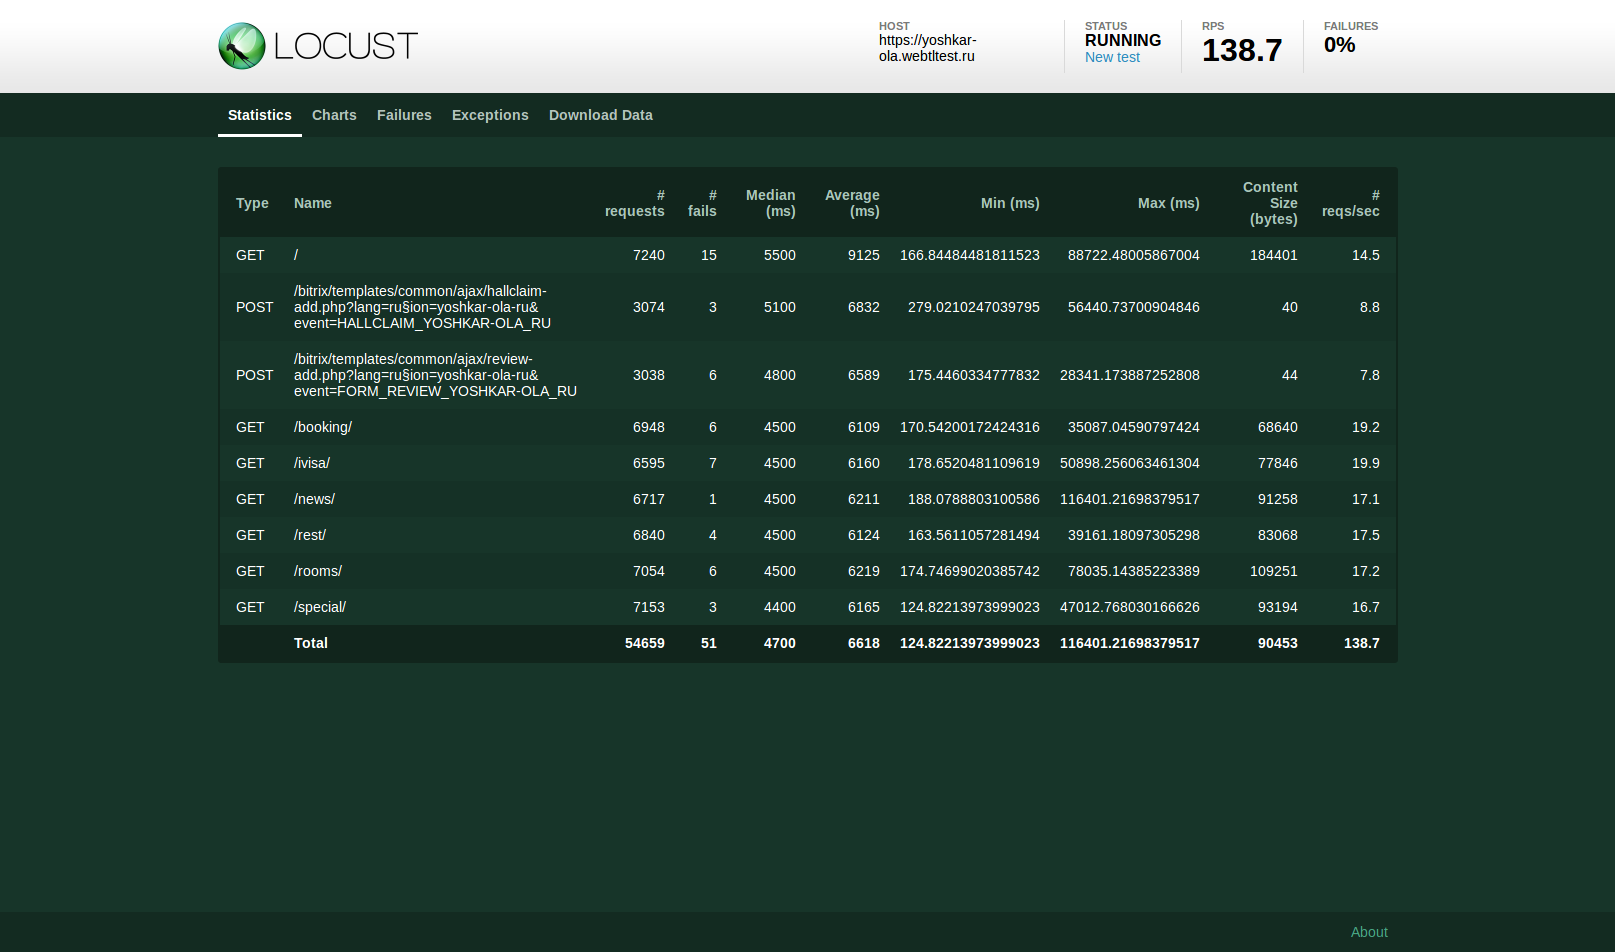 LOCUST
HOST
https://yoshkar-
ola.webtltest.ru
STATUS
RUNNING
New test
RPS
138.7
FAILURES
0%
Statistics Charts Failures Exceptions Download Data
Type Name # requests # fails Median (ms) Average (ms) Min (ms) Max (ms) Content Size (bytes) # reqs/sec
GET / 7240 15 5500 9125 166.84484481811523 88722.48005867004 184401 14.5
/bitrix/templates/common/ajax/hallclaim-
POST add.php?lang=ru§ion=yoshkar-ola-ru& 3074 3 5100 6832 279.0210247039795 56440.73700904846 40 8.8
event=HALLCLAIM_YOSHKAR-OLA_RU
/bitrix/templates/common/ajax/review-
POST add.php?lang=ru§ion=yoshkar-ola-ru& 3038 6 4800 6589 175.4460334777832 28341.173887252808 44 7.8
event=FORM_REVIEW_YOSHKAR-OLA_RU
GET /booking/ 6948 6 4500 6109 170.54200172424316 35087.04590797424 68640 19.2
GET /ivisa/ 6595 7 4500 6160 178.6520481109619 50898.256063461304 77846 19.9
GET /news/ 6717 1 4500 6211 188.0788803100586 116401.21698379517 91258 17.1
GET /rest/ 6840 4 4500 6124 163.5611057281494 39161.18097305298 83068 17.5
GET /rooms/ 7054 6 4500 6219 174.74699020385742 78035.14385223389 109251 17.2
GET /special/ 7153 3 4400 6165 124.82213973999023 47012.768030166626 93194 16.7
Total 54659 51 4700 6618 124.82213973999023 116401.21698379517 90453 138.7
About